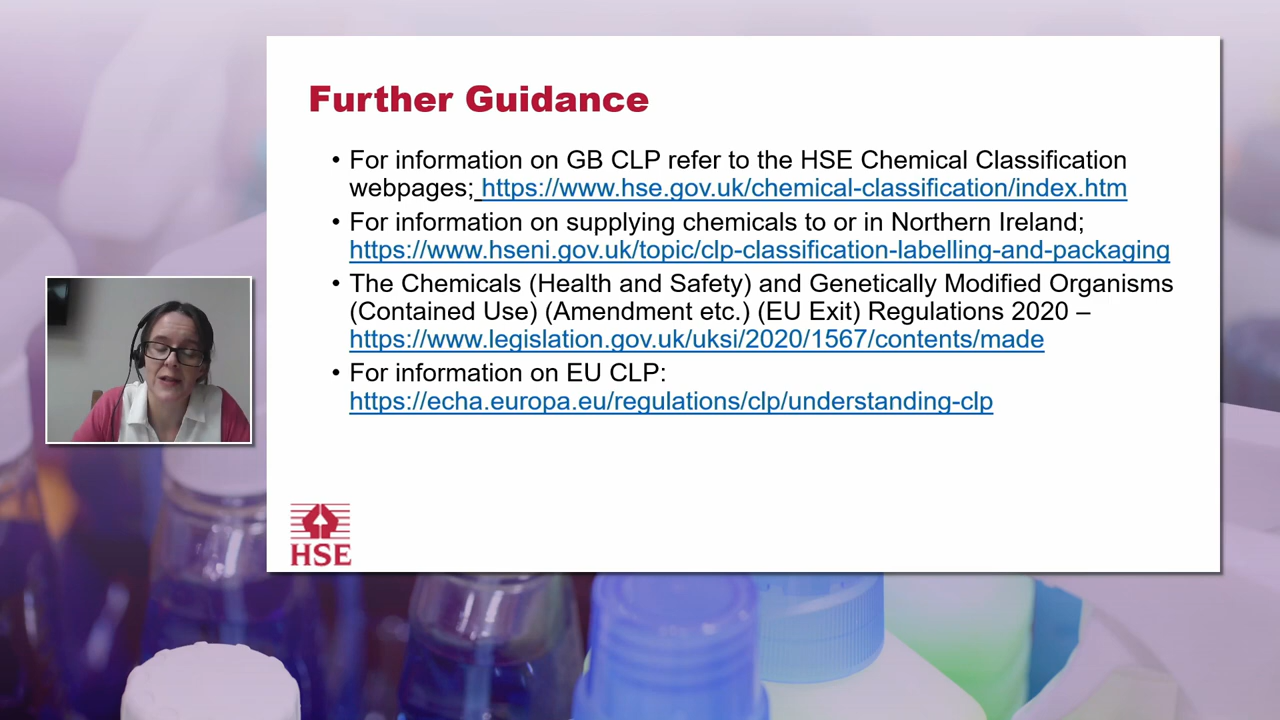 Further Guidance
• For information on GB CLP refer to the HSE Chemical Classification
webpages; https://www.hse.gov.uk/chemical-classification/index.htm
• For information on supplying chemicals to or in Northern Ireland;
https://www.hseni.gov.uk/topic/clp-classification-labelling-and-packaging
• The Chemicals (Health and Safety) and Genetically Modified Organisms
(Contained Use) (Amendment etc.) (EU Exit) Regulations 2020 –
https://www.legislation.gov.uk/uksi/2020/1567/contents/made
• For information on EU CLP:
https://echa.europa.eu/regulations/clp/understanding-clp
HSE